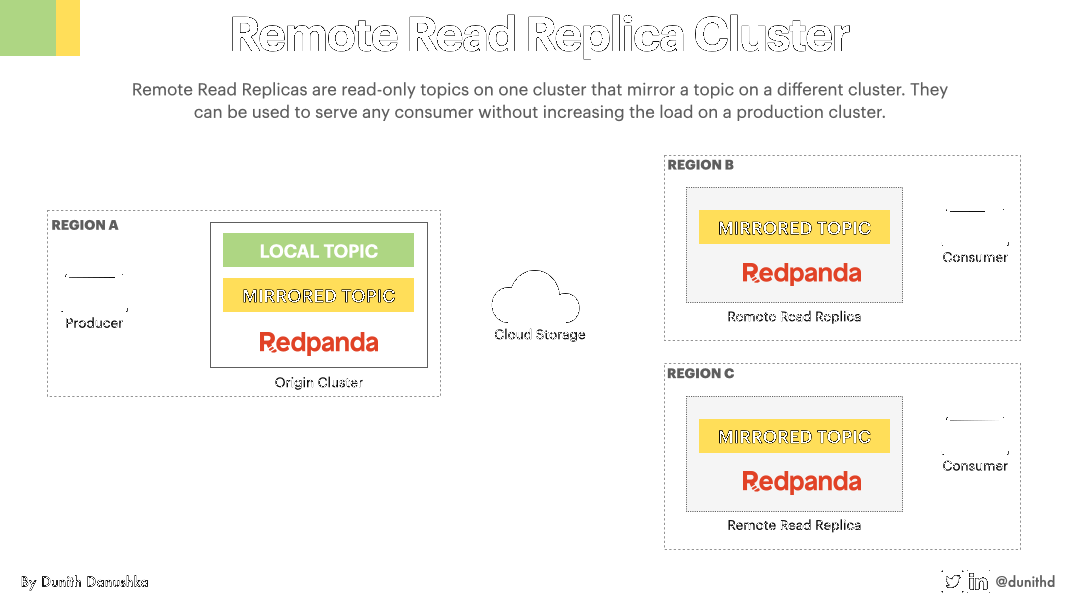 Remote Read Replica Cluster
Remote Read Replicas are read-only topics on one cluster that mirror a topic on a different cluster. They
can be used to serve any consumer without increasing the load on a production cluster.
REGION A
LOCAL TOPIC
MIRRORED TOPIC
Redpanda
Origin Cluster
Producer
Cloud Storage
REGION B
MIRRORED TOPIC
Redpanda
Remote Read Replica
Consumer
REGION C
MIRRORED TOPIC
Redpanda
Remote Read Replica
Consumer
By Dunith Danushka
in @dunithd